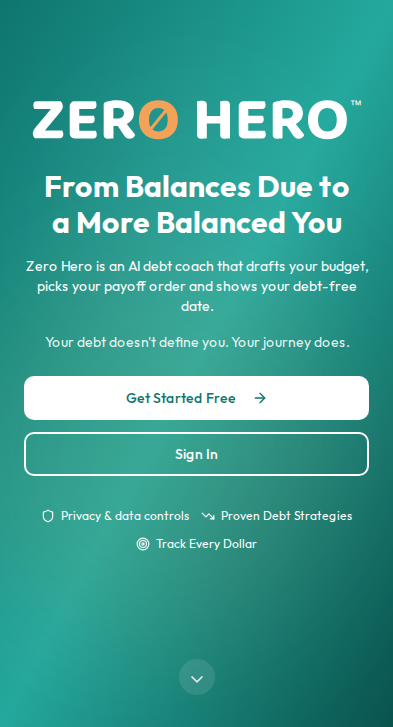 ZERO HERO™
From Balances Due to
a More Balanced You
Zero Hero is an AI debt coach that drafts your budget,
picks your payoff order and shows your debt-free
date.
Your debt doesn't define you. Your journey does.
Get Started Free
Sign In
Privacy & data controls Proven Debt Strategies
Track Every Dollar